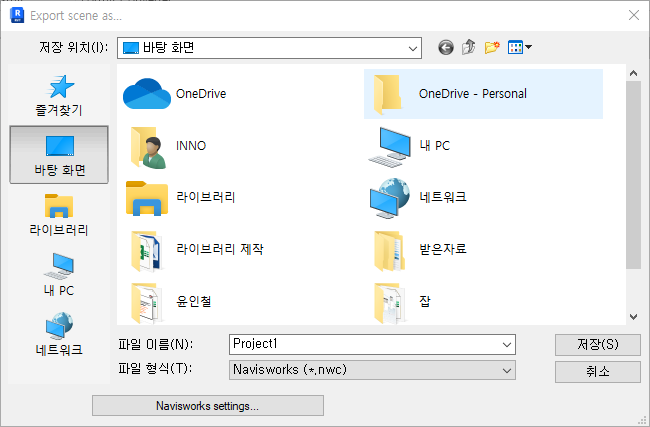 Export scene as...
저장 위치(I):
바탕 화면
즐겨찾기
바탕 화면
라이브러리
내 PC
네트워크
OneDrive
OneDrive - Personal
INNO
내 PC
라이브러리
네트워크
라이브러리 제작
받은자료
윤인철
잡
파일 이름(N):
Project1
저장(S)
파일 형식(T):
Navisworks (*.nwc)
취소
Navisworks settings...